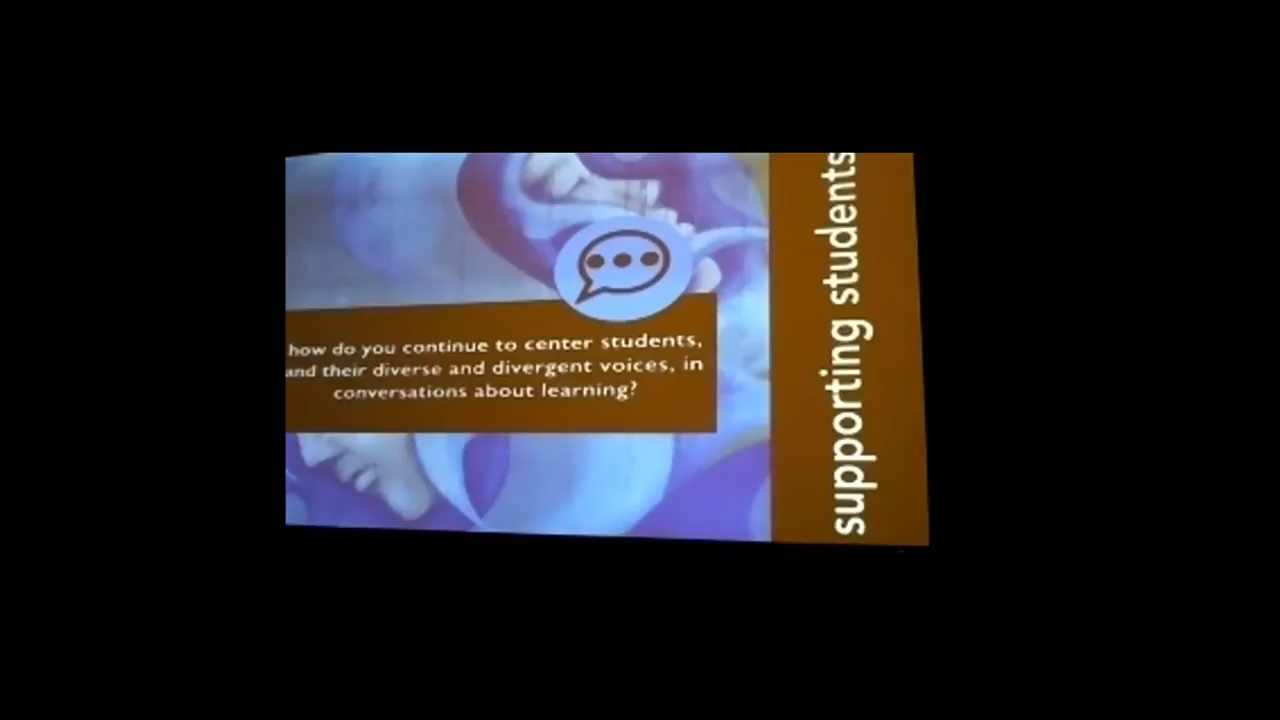 how do you continue to center students,
and their diverse and divergent voices, in
conversations about learning?
supporting students